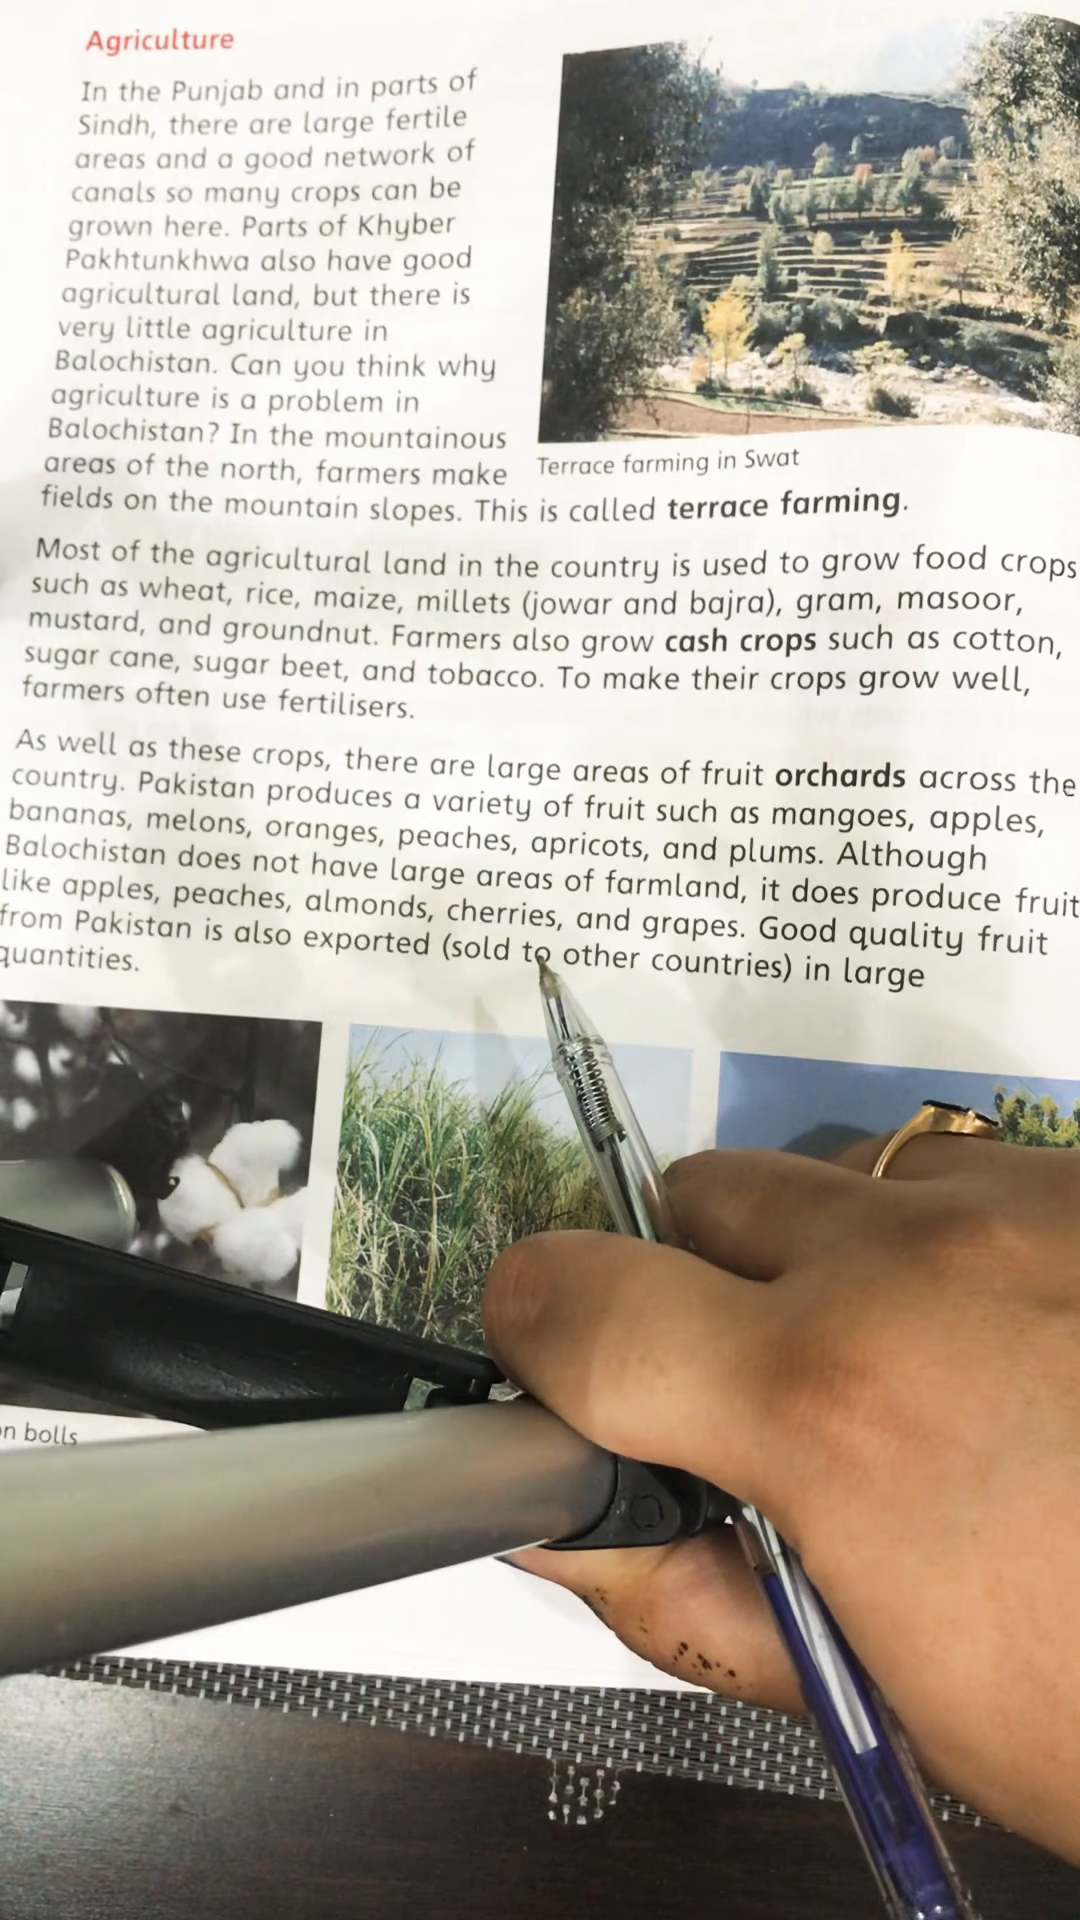 Agriculture
In the Punjab and in parts of
Sindh, there are large fertile
areas and a good network of
canals so many crops can be
grown here. Parts of Khyber
Pakhtunkhwa also have good
agricultural land, but there is
very little agriculture in
Balochistan. Can you think why
agriculture is a problem in
Balochistan? In the mountainous
areas of the north, farmers make
fields on the mountain slopes. This is called terrace farming.
Terrace farming in Swat
Most of the agricultural land in the country is used to grow food crops
such as wheat, rice, maize, millets (jowar and bajra), gram, masoor,
mustard, and groundnut. Farmers also grow cash crops such as cotton,
sugar cane, sugar beet, and tobacco. To make their crops grow well,
farmers often use fertilisers.
As well as these crops, there are large areas of fruit orchards across the
country. Pakistan produces a variety of fruit such as mangoes, apples,
bananas, melons, oranges, peaches, apricots, and plums. Although
Balochistan does not have large areas of farmland, it does produce fruit
like apples, peaches, almonds, cherries, and grapes. Good quality fruit
from Pakistan is also exported (sold to other countries) in large
quantities.
bolls